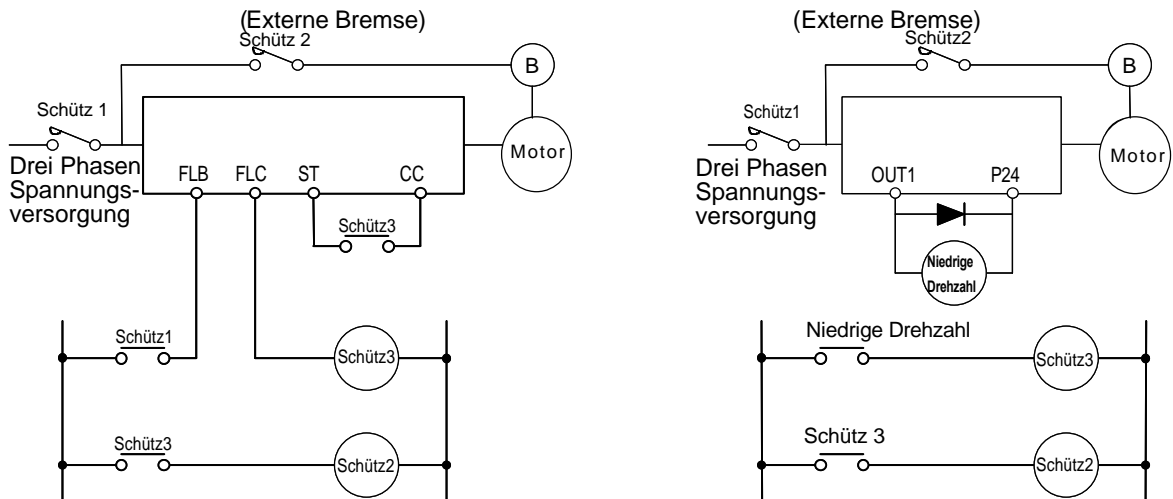 (Externe Bremse)
Schütz 2
B
Schütz 1
Motor
Drei Phasen
Spannungs-
versorgung
FLB FLC ST CC
Schütz3
Schütz1
Schütz3
Schütz3
Schütz2
(Externe Bremse)
Schütz2
B
Schütz1
Motor
Drei Phasen
Spannungs-
versorgung
OUT1 P24
Niedrige
Drehzahl
Niedrige Drehzahl
Schütz3
Schütz 3
Schütz2